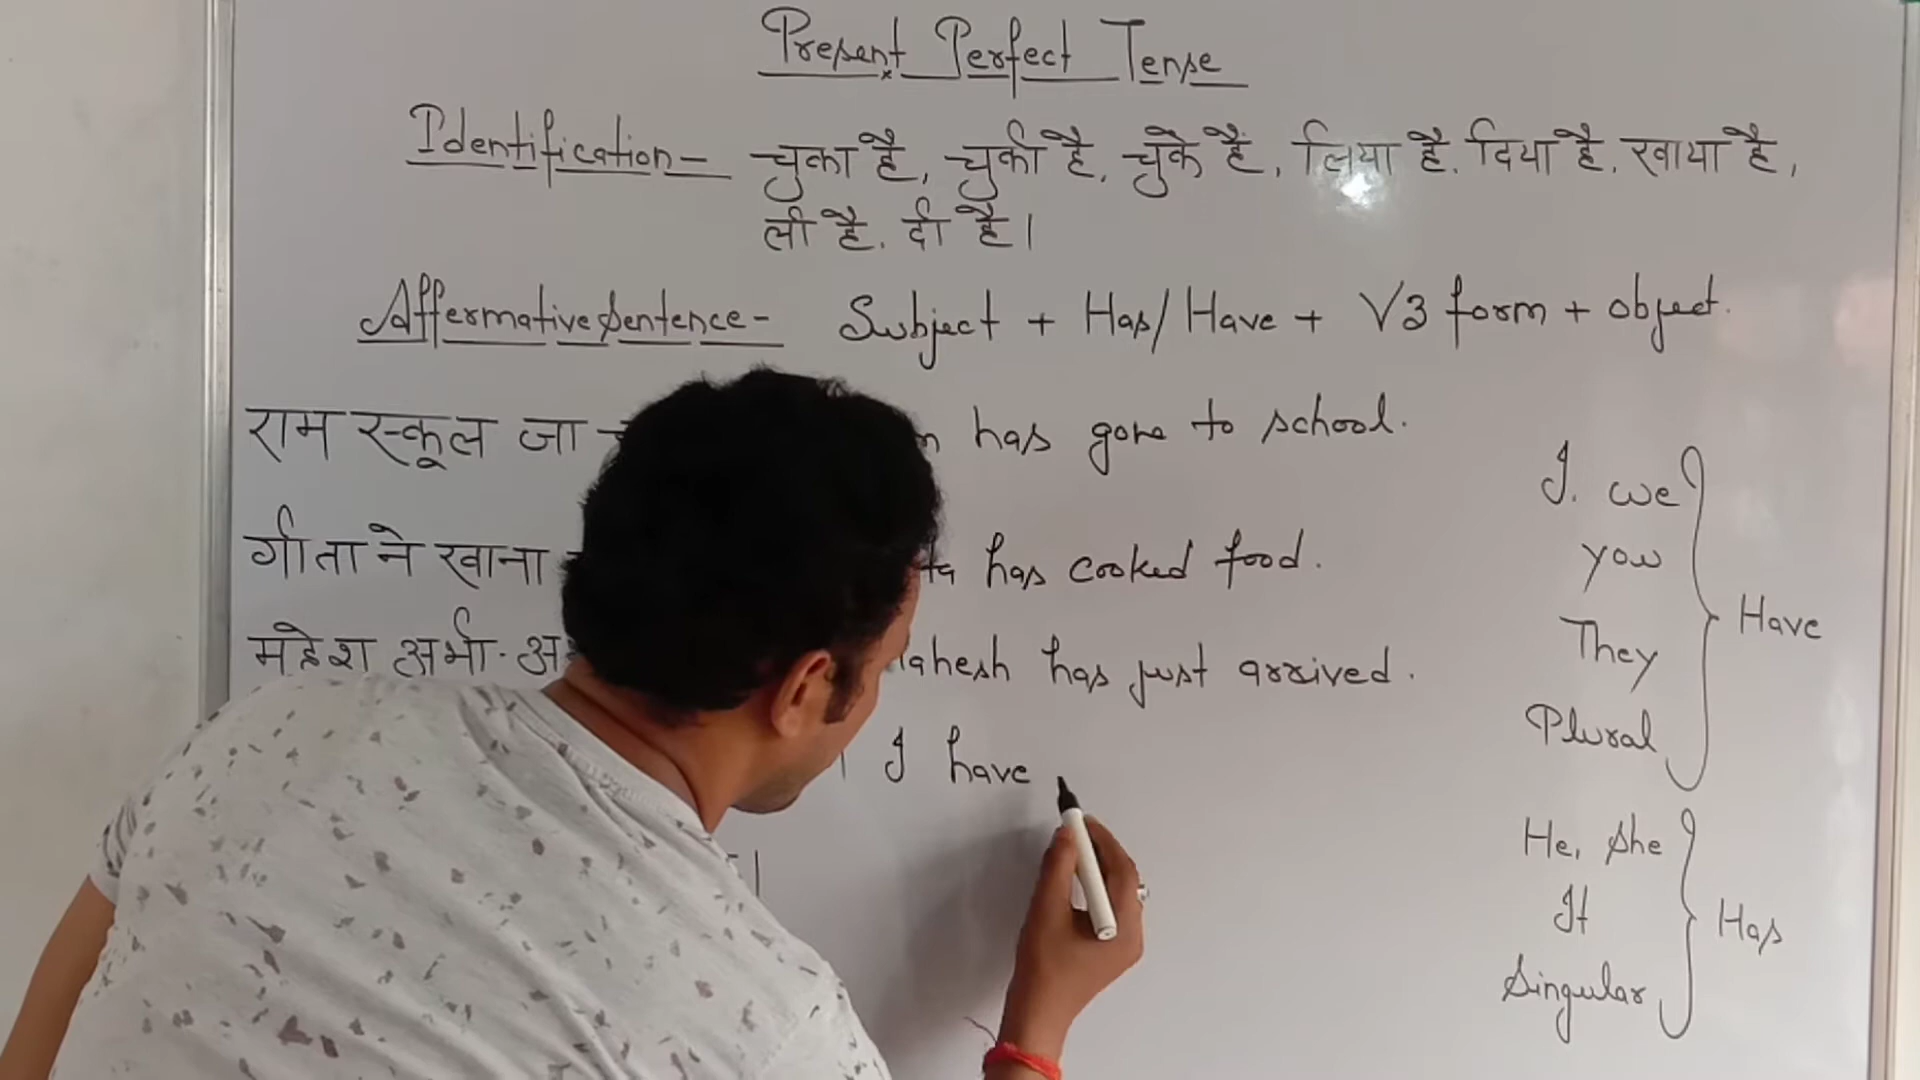 Present Perfect Tense
Identification - चुका है, चुकी है, चुके हैं, लिया है. दिया है. खाया है,
ली है. दी है।
Affermative Sentence - Subject + Has/Have + V3 form + object.
राम स्कूल जा has gone to school.
गीता ने खाना has cooked food.
महेश अभी-अ has just arrived.
I have
I. we
you
They
Plural
Have
He, She
It
Singular
Has